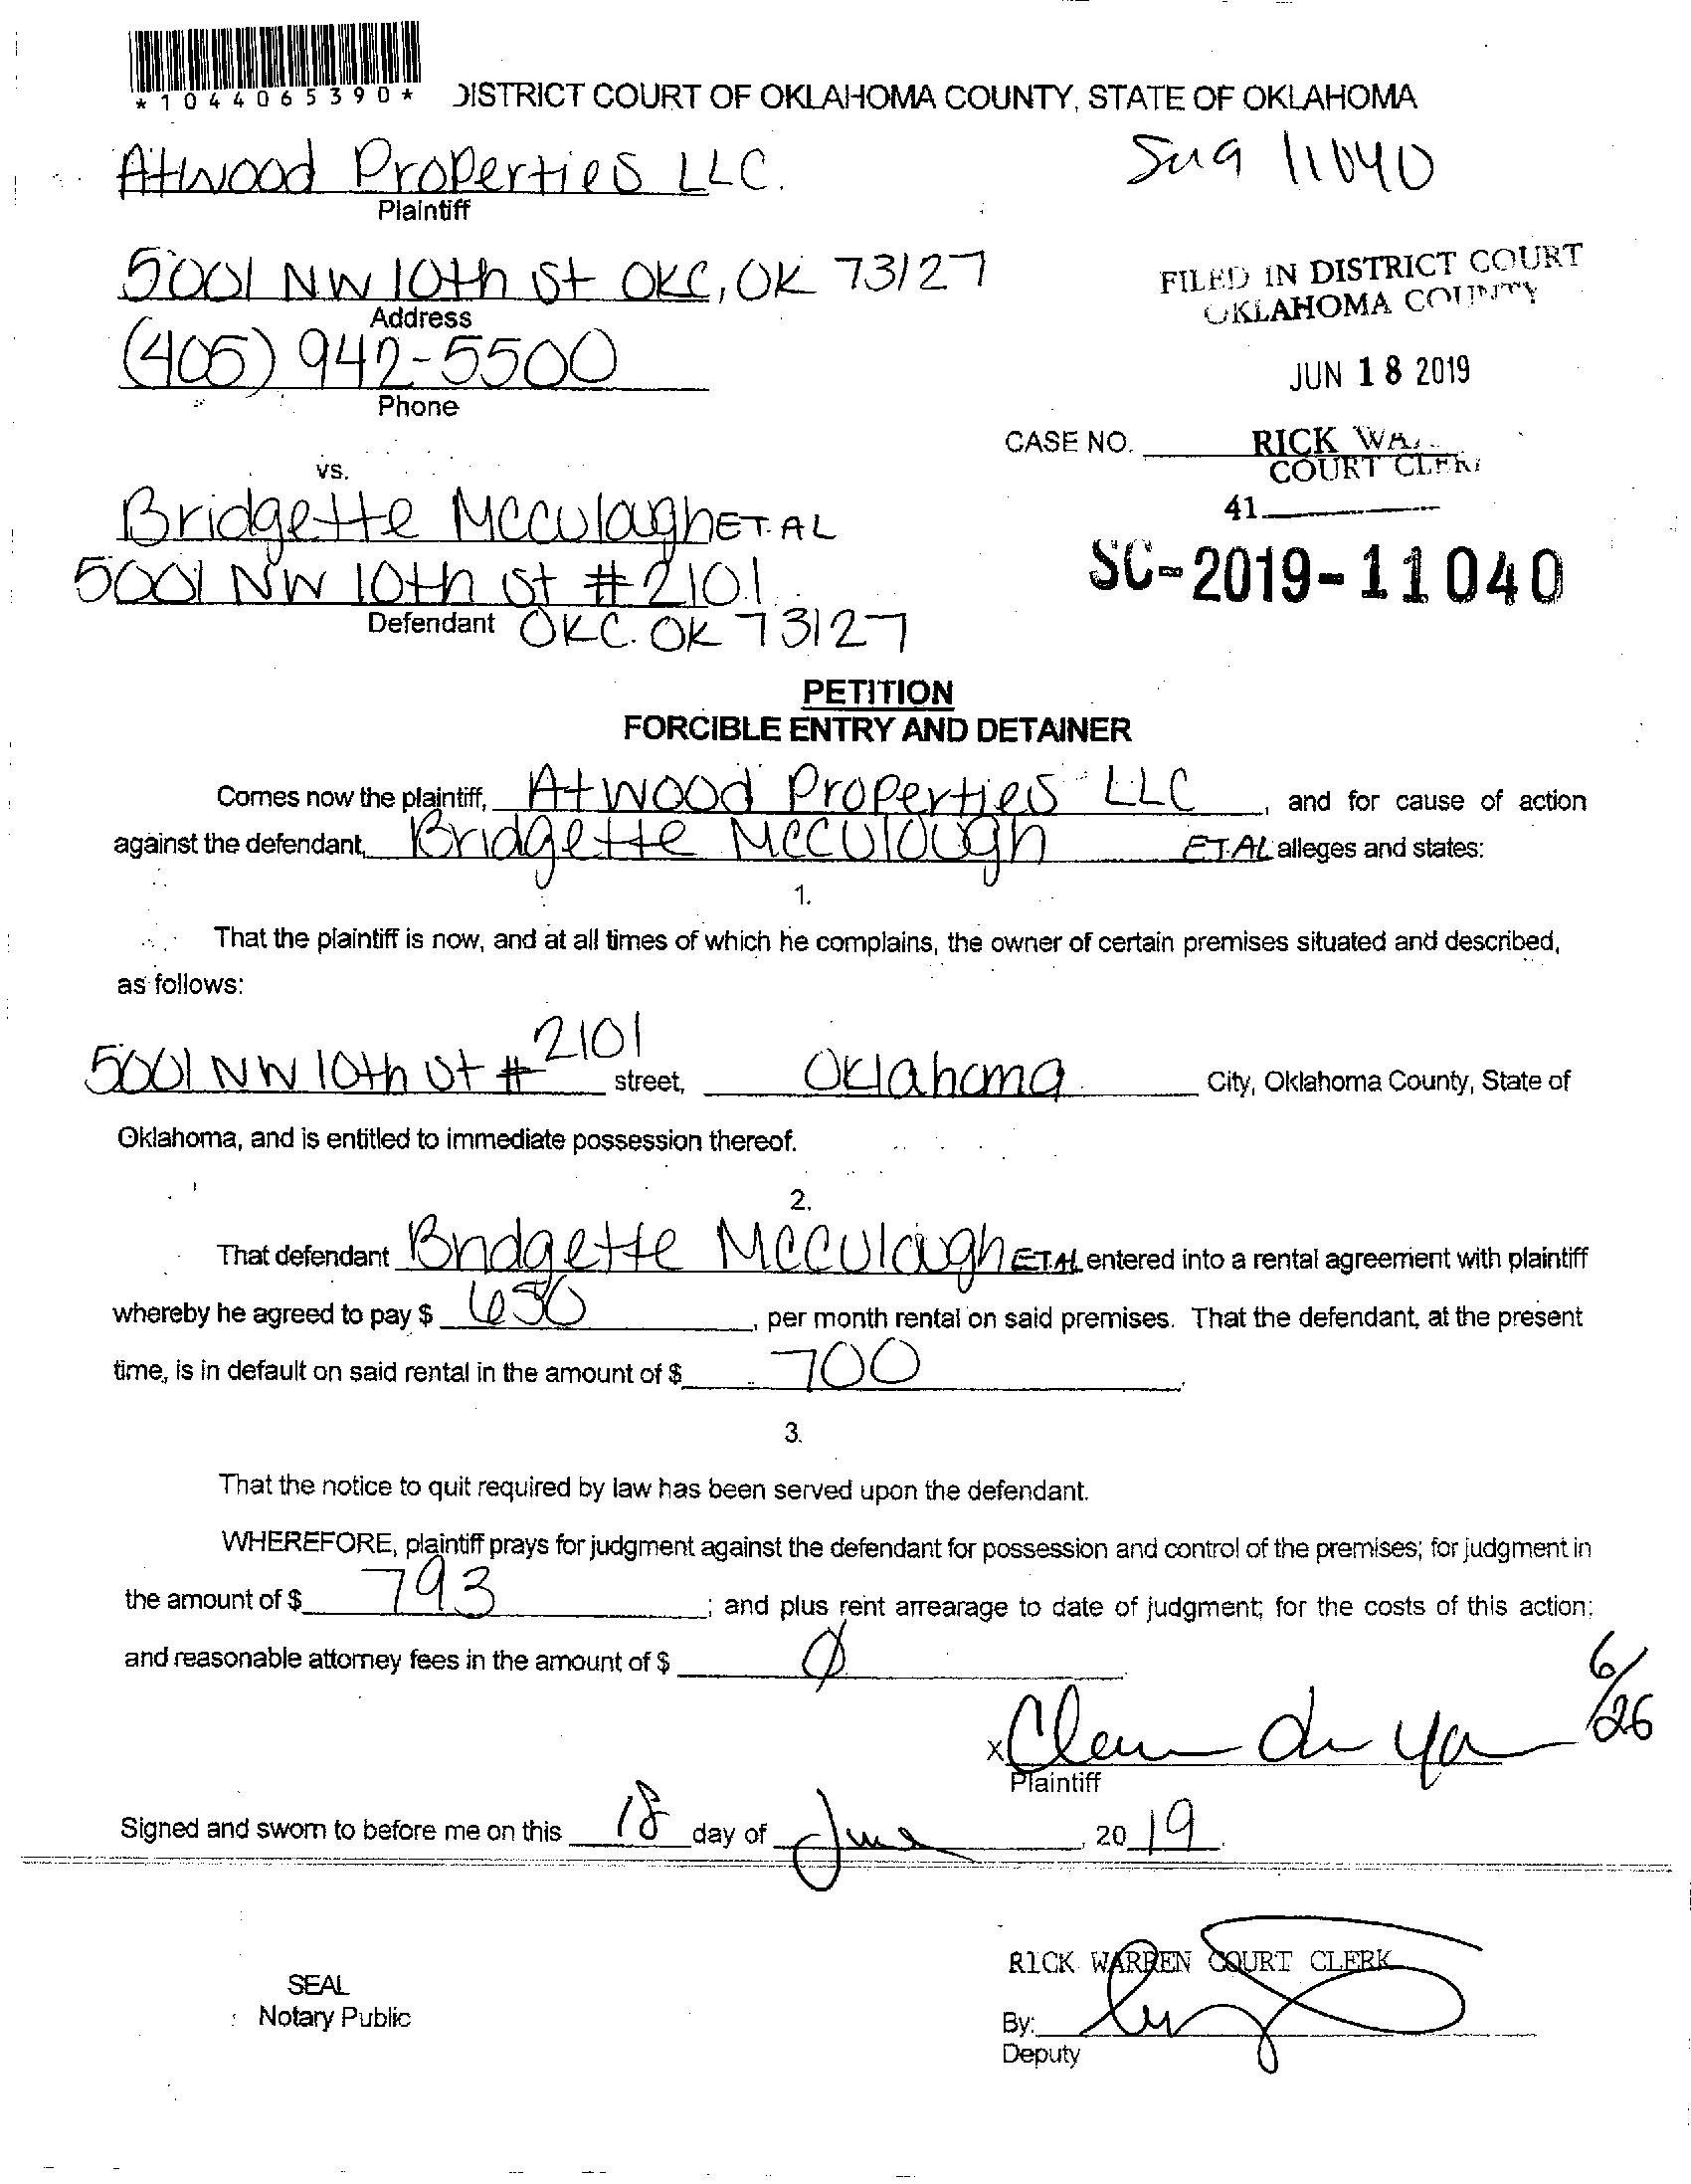 *1044065390*
DISTRICT COURT OF OKLAHOMA COUNTY, STATE OF OKLAHOMA
Atwood Properties LLC.
11040
Plaintiff
5001 NW 10th St OKC, OK 73127
Address
FILED IN DISTRICT COURT
OKLAHOMA COUNTY
(405) 942-5500
Phone
JUN 18 2019
CASE NO.
RICK
COURT CLERK
41
vs.
Bridgette Mcculough ET. AL
SC-2019-11040
5001 NW 10th St #2101
Defendant OKC. OK 73127
PETITION
FORCIBLE ENTRY AND DETAINER
Comes now the plaintiff, Atwood Properties LLC, and for cause of action
against the defendant, Bridgette Mcculough ET.AL alleges and states:
1.
That the plaintiff is now, and at all times of which he complains, the owner of certain premises situated and described,
as follows:
5001 NW 10th St # 2101 street, Oklahoma City, Oklahoma County, State of
Oklahoma, and is entitled to immediate possession thereof.
2.
That defendant Bridgette Mcculough ET.AL entered into a rental agreement with plaintiff
whereby he agreed to pay $ 650, per month rental on said premises. That the defendant, at the present
time, is in default on said rental in the amount of $ 700.
3.
That the notice to quit required by law has been served upon the defendant.
WHEREFORE, plaintiff prays for judgment against the defendant for possession and control of the premises; for judgment in
the amount of $ 793; and plus rent arrearage to date of judgment; for the costs of this action;
and reasonable attorney fees in the amount of $ Ø.
6/26
x
Plaintiff
Signed and sworn to before me on this 18 day of June, 2019.
RICK WARREN COURT CLERK
SEAL
Notary Public
By:
Deputy